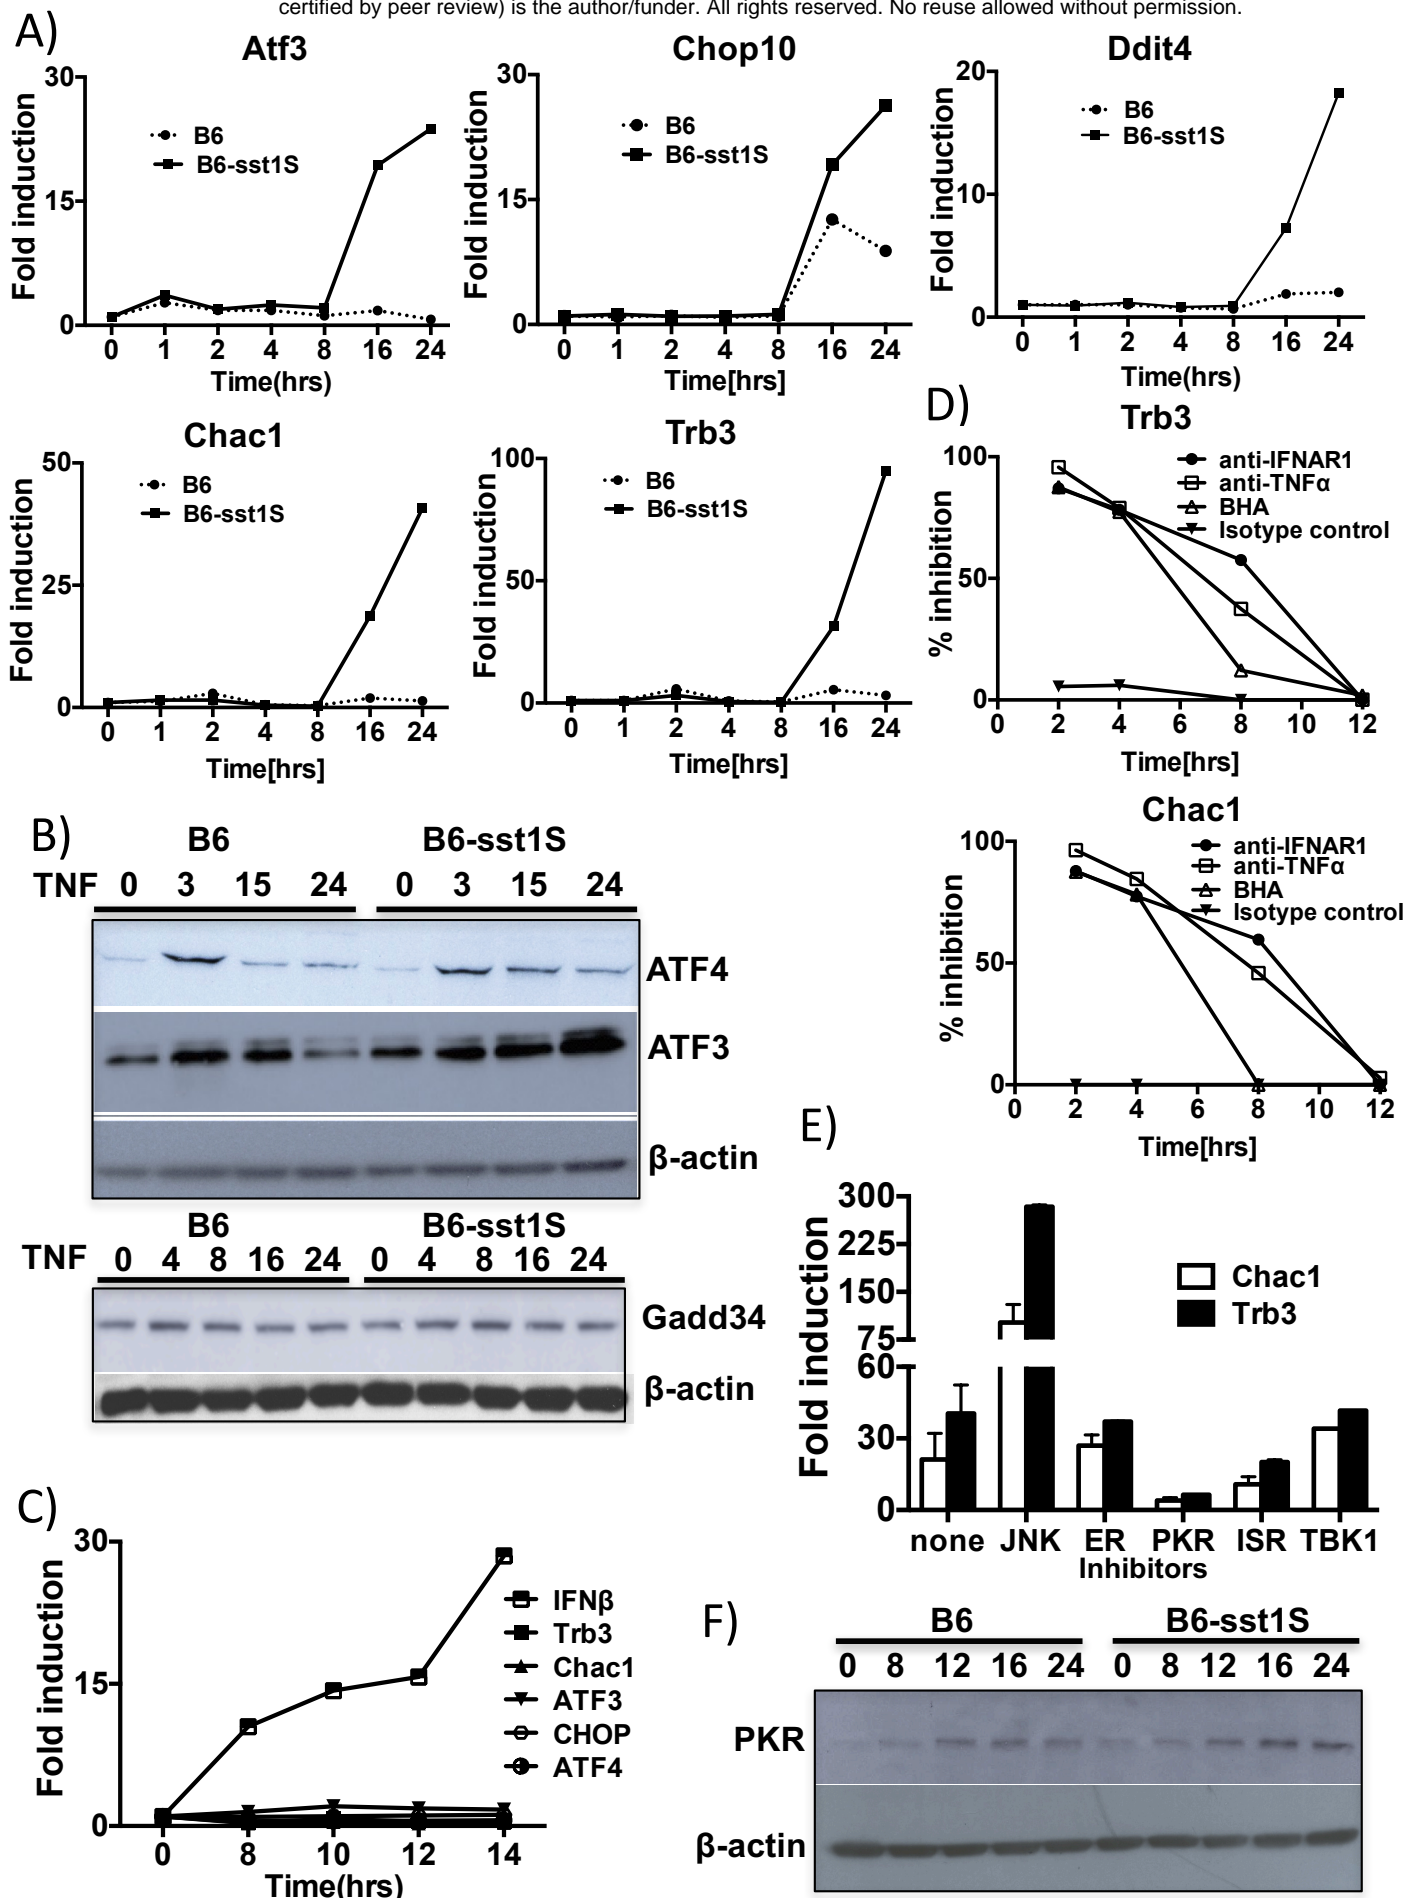 certified by peer review) is the author/funder. All rights reserved. No reuse allowed without permission.
A)
Atf3
Fold induction
30
15
0
B6
B6-sst1S
0 1 2 4 8 16 24
Time(hrs)
Chop10
Fold induction
30
15
0
B6
B6-sst1S
0 1 2 4 8 16 24
Time[hrs]
Ddit4
Fold induction
20
10
0
B6
B6-sst1S
0 1 2 4 8 16 24
Time(hrs)
Chac1
Fold induction
50
25
0
B6
B6-sst1S
0 1 2 4 8 16 24
Time[hrs]
Trb3
Fold induction
100
50
0
B6
B6-sst1S
0 1 2 4 8 16 24
Time[hrs]
D)
Trb3
% inhibition
100
50
0
anti-IFNAR1
anti-TNFα
BHA
Isotype control
0 2 4 6 8 10 12
Time[hrs]
Chac1
% inhibition
100
50
0
anti-IFNAR1
anti-TNFα
BHA
Isotype control
0 2 4 6 8 10 12
Time[hrs]
B)
B6 B6-sst1S
TNF 0 3 15 24 0 3 15 24
ATF4
ATF3
β-actin
B6 B6-sst1S
TNF 0 4 8 16 24 0 4 8 16 24
Gadd34
β-actin
E)
Fold induction
300
225
150
75
60
30
0
Chac1
Trb3
none JNK ER PKR ISR TBK1
Inhibitors
C)
Fold induction
30
15
0
IFNβ
Trb3
Chac1
ATF3
CHOP
ATF4
0 8 10 12 14
Time(hrs)
F)
B6 B6-sst1S
0 8 12 16 24 0 8 12 16 24
PKR
β-actin